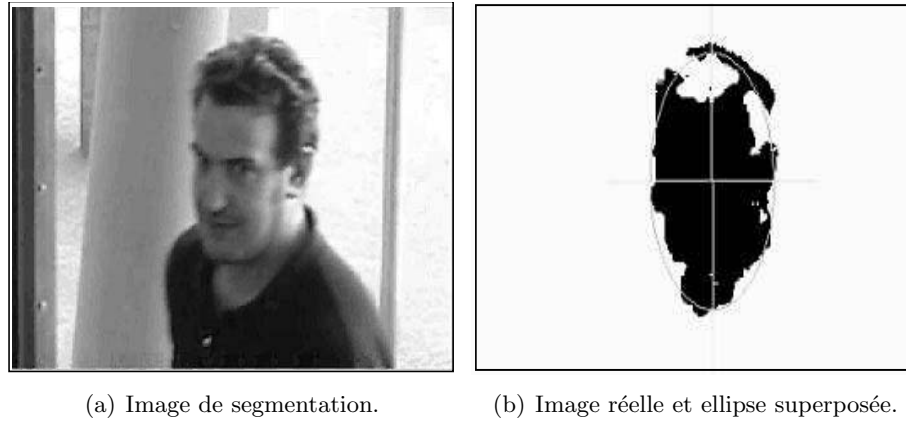 (a) Image de segmentation.
(b) Image réelle et ellipse superposée.